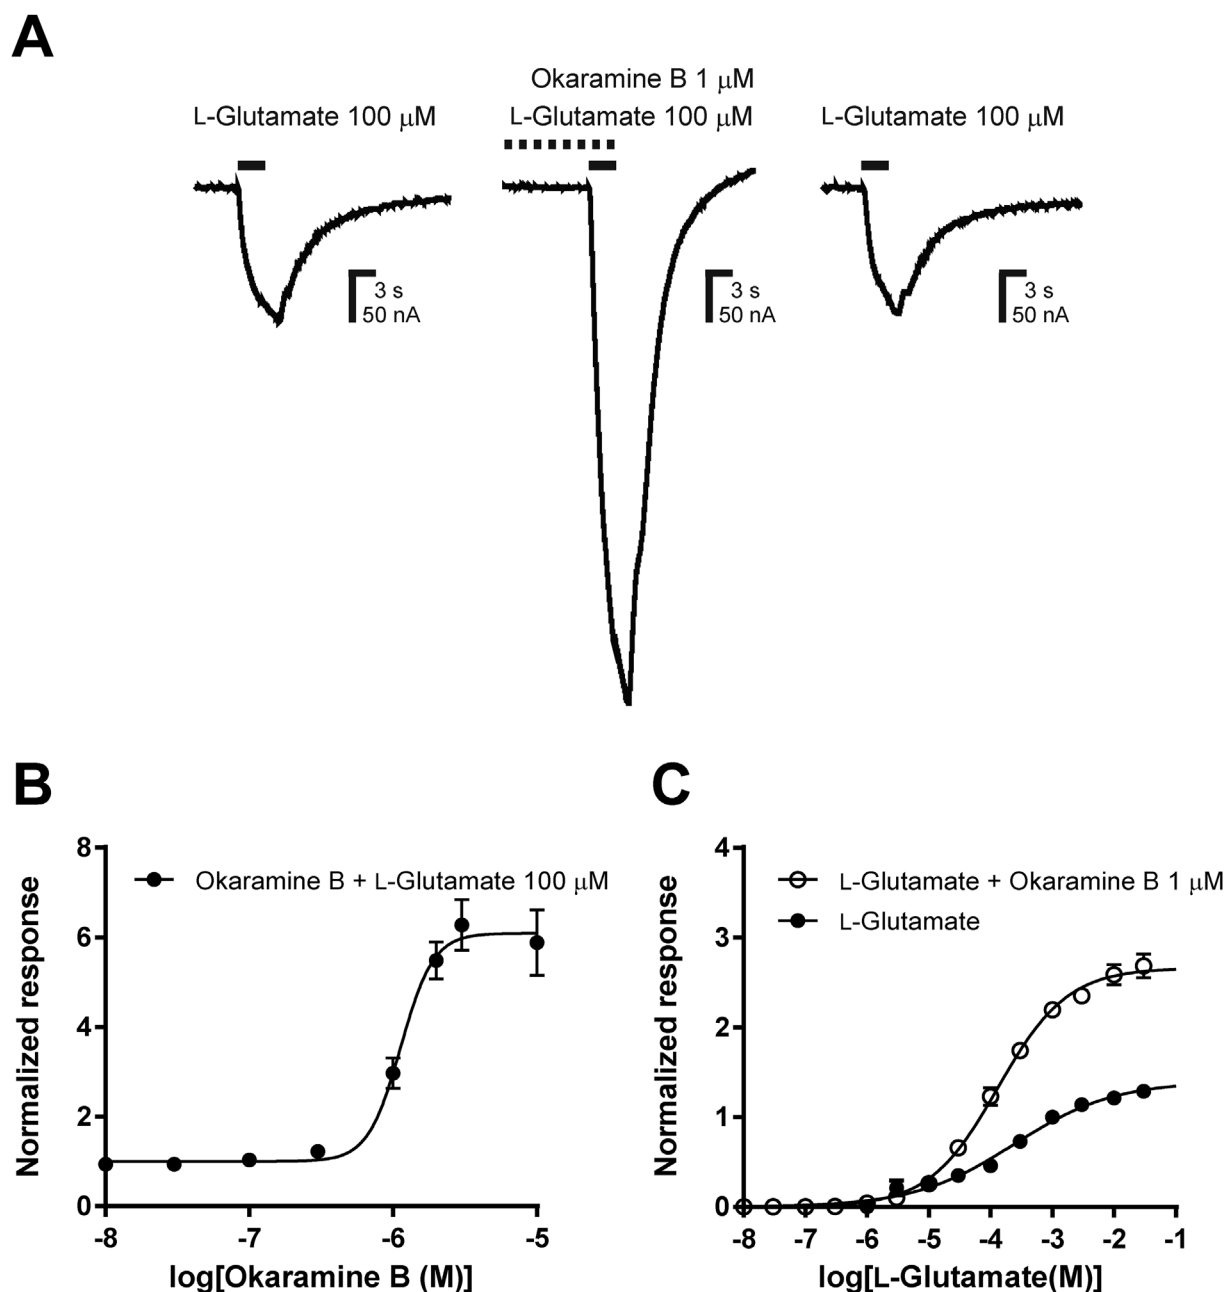 A
Okaramine B 1 μM
L-Glutamate 100 μM
L-Glutamate 100 μM
L-Glutamate 100 μM
3 s
50 nA
3 s
50 nA
3 s
50 nA
B
8
6
4
2
0
-8
-7
-6
-5
Normalized response
Okaramine B + L-Glutamate 100 μM
log[Okaramine B (M)]
C
4
3
2
1
0
-8
-7
-6
-5
-4
-3
-2
-1
Normalized response
L-Glutamate + Okaramine B 1 μM
L-Glutamate
log[L-Glutamate(M)]